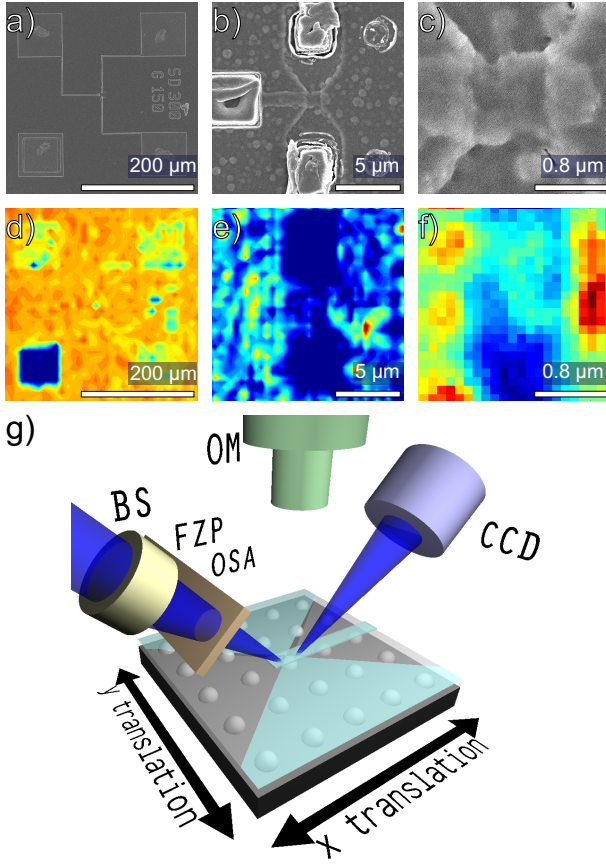 a)
SD 300
G 150
200 µm
b)
5 µm
c)
0.8 µm
d)
200 µm
e)
5 µm
f)
0.8 µm
g)
OM
BS
FZP
OSA
CCD
y translation
x translation